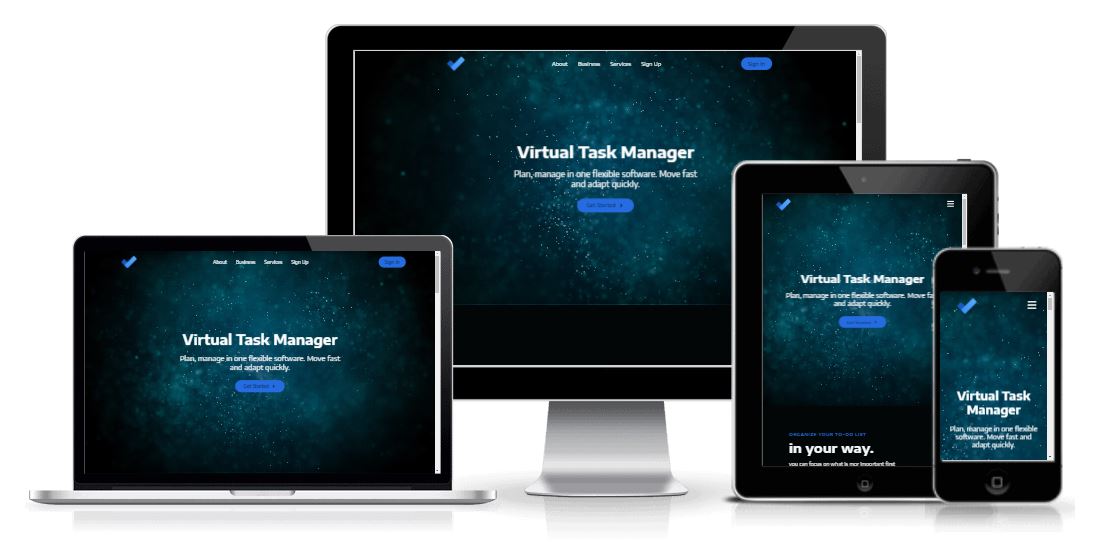 About Business Services Sign Up Sign In
Virtual Task Manager
Plan, manage in one flexible software. Move fast
and adapt quickly.
Get Started
About Business Services Sign Up Sign In
Virtual Task Manager
Plan, manage in one flexible software. Move fast
and adapt quickly.
Get Started
Virtual Task Manager
Plan, manage in one flexible software. Move fa
and adapt quickly.
Get Started
ORGANIZE YOUR TO-DO LIST
in your way.
you can focus on what is mor important first
Virtual Task
Manager
Plan, manage in one flexible
software. Move fast and
adapt quickly.